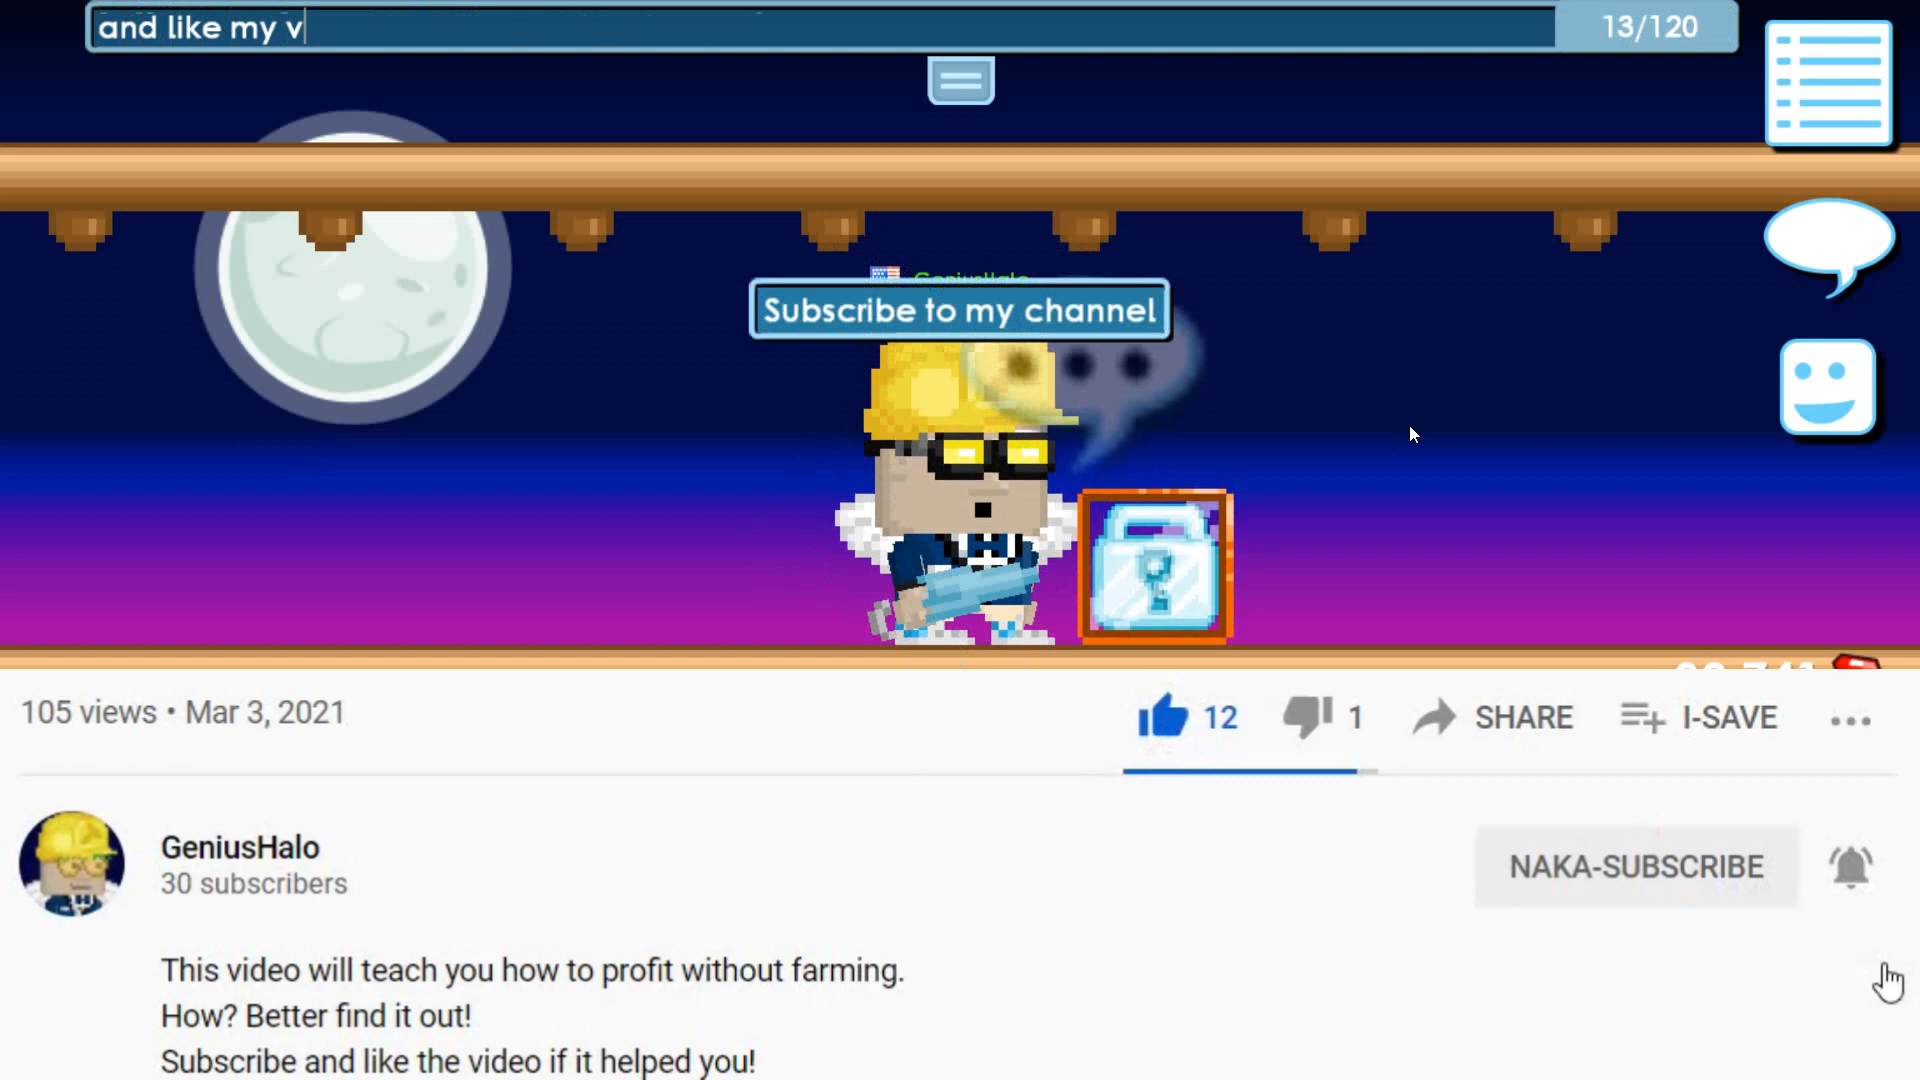 and like my v
13/120
GeniusHalo
Subscribe to my channel
105 views • Mar 3, 2021
12
1
SHARE
I-SAVE
GeniusHalo
30 subscribers
NAKA-SUBSCRIBE
This video will teach you how to profit without farming.
How? Better find it out!
Subscribe and like the video if it helped you!